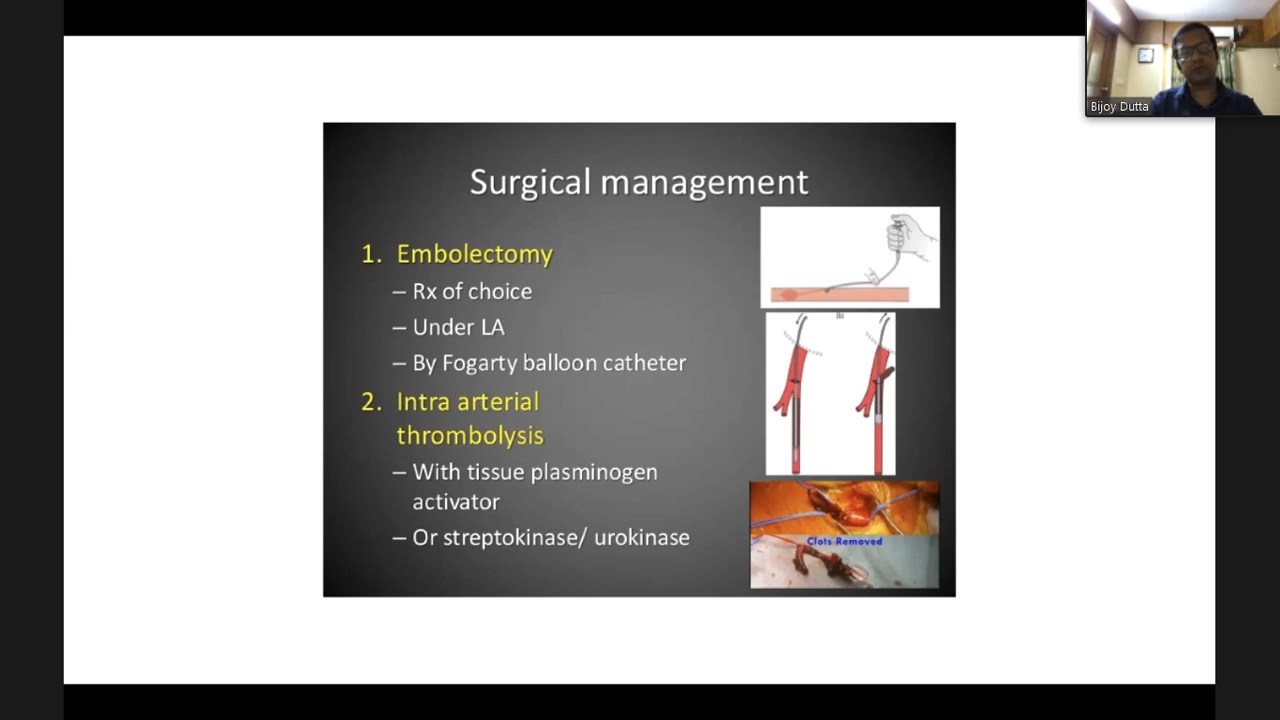 Bijoy Dutta
Surgical management
1. Embolectomy
– Rx of choice
– Under LA
– By Fogarty balloon catheter
2. Intra arterial
thrombolysis
– With tissue plasminogen
activator
– Or streptokinase/ urokinase
Clots Removed